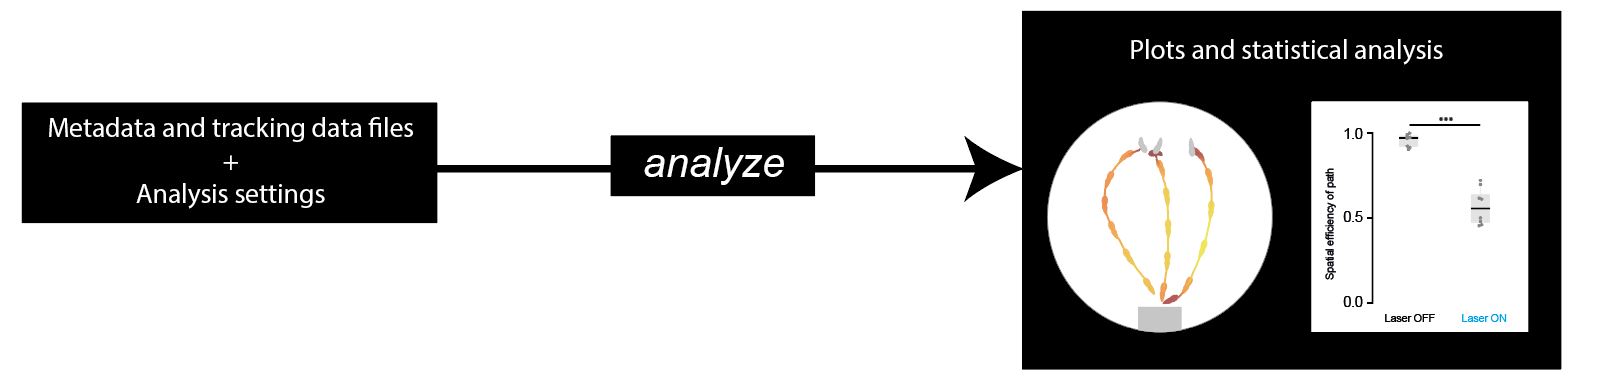 Metadata and tracking data files
+
Analysis settings
analyze
Plots and statistical analysis
***
1.0
0.5
0.0
Spatial efficiency of path
Laser OFF
Laser ON